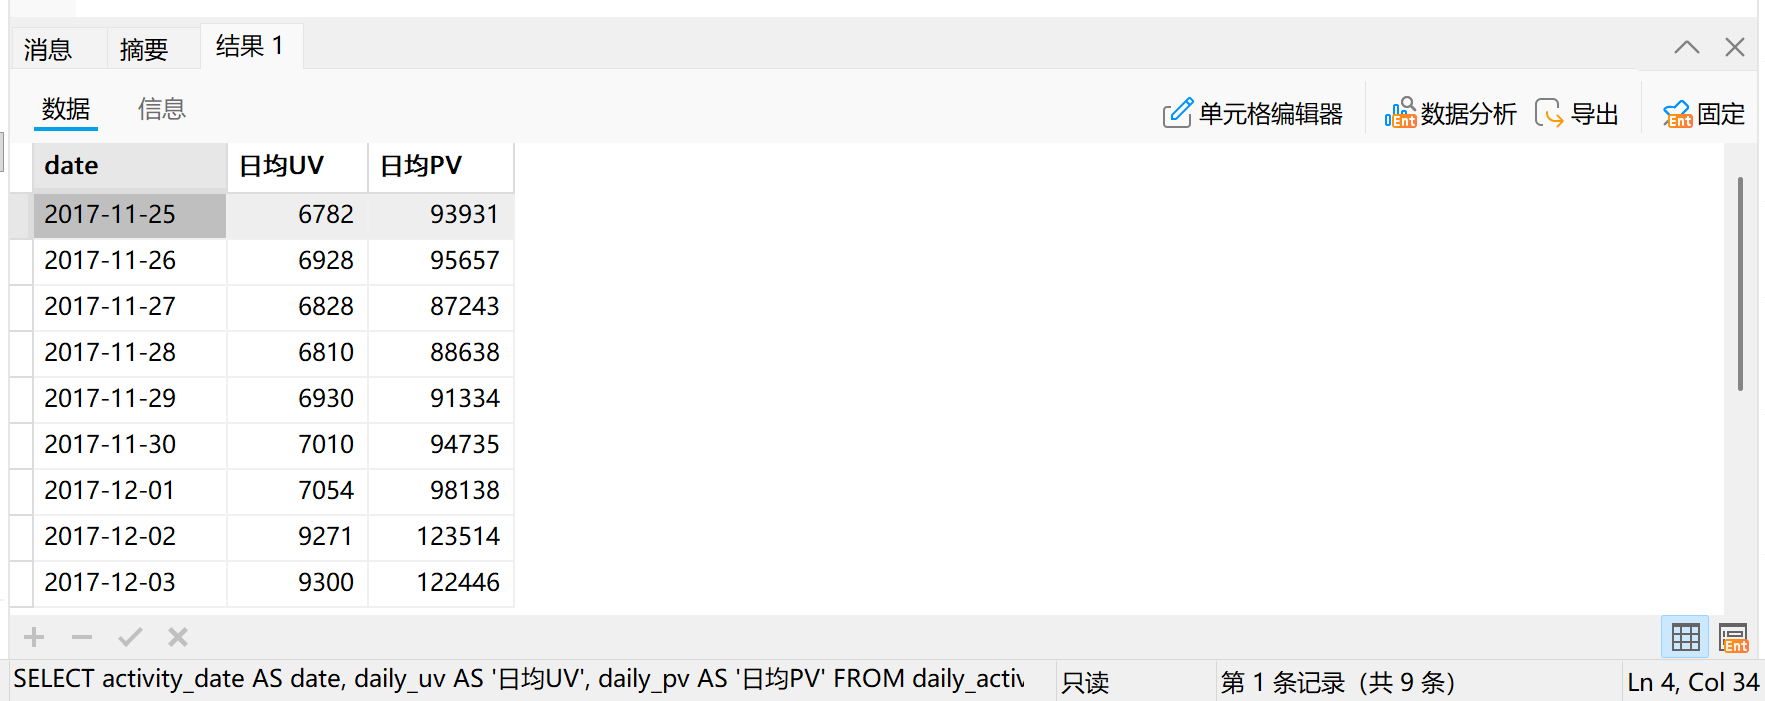 消息 摘要 结果 1
数据 信息 单元格编辑器 Ent 数据分析 导出 Ent 固定
date 日均UV 日均PV
2017-11-25 6782 93931
2017-11-26 6928 95657
2017-11-27 6828 87243
2017-11-28 6810 88638
2017-11-29 6930 91334
2017-11-30 7010 94735
2017-12-01 7054 98138
2017-12-02 9271 123514
2017-12-03 9300 122446
Ent
SELECT activity_date AS date, daily_uv AS '日均UV', daily_pv AS '日均PV' FROM daily_activ 只读 第 1 条记录 (共 9 条) Ln 4, Col 34